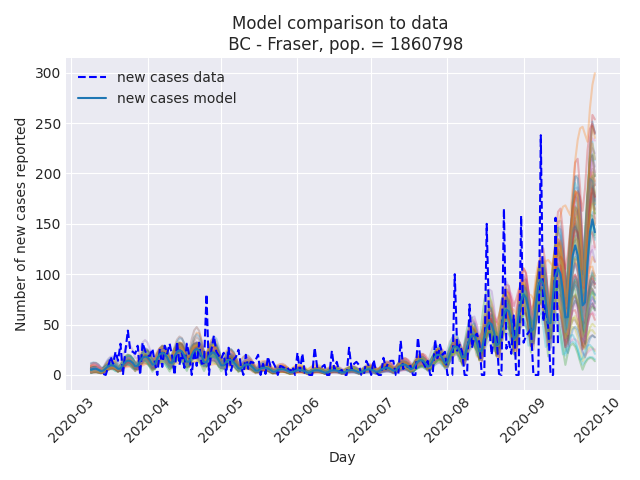 Model comparison to data
BC - Fraser, pop. = 1860798
new cases data
new cases model
Number of new cases reported
300
250
200
150
100
50
0
2020-03
2020-04
2020-05
2020-06
2020-07
2020-08
2020-09
2020-10
Day